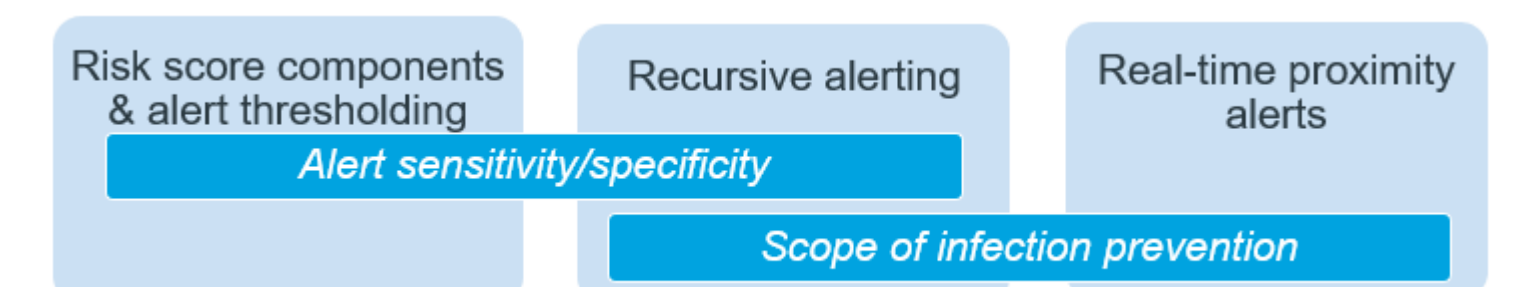 Risk score components
& alert thresholding
Recursive alerting
Real-time proximity
alerts
Alert sensitivity/specificity
Scope of infection prevention